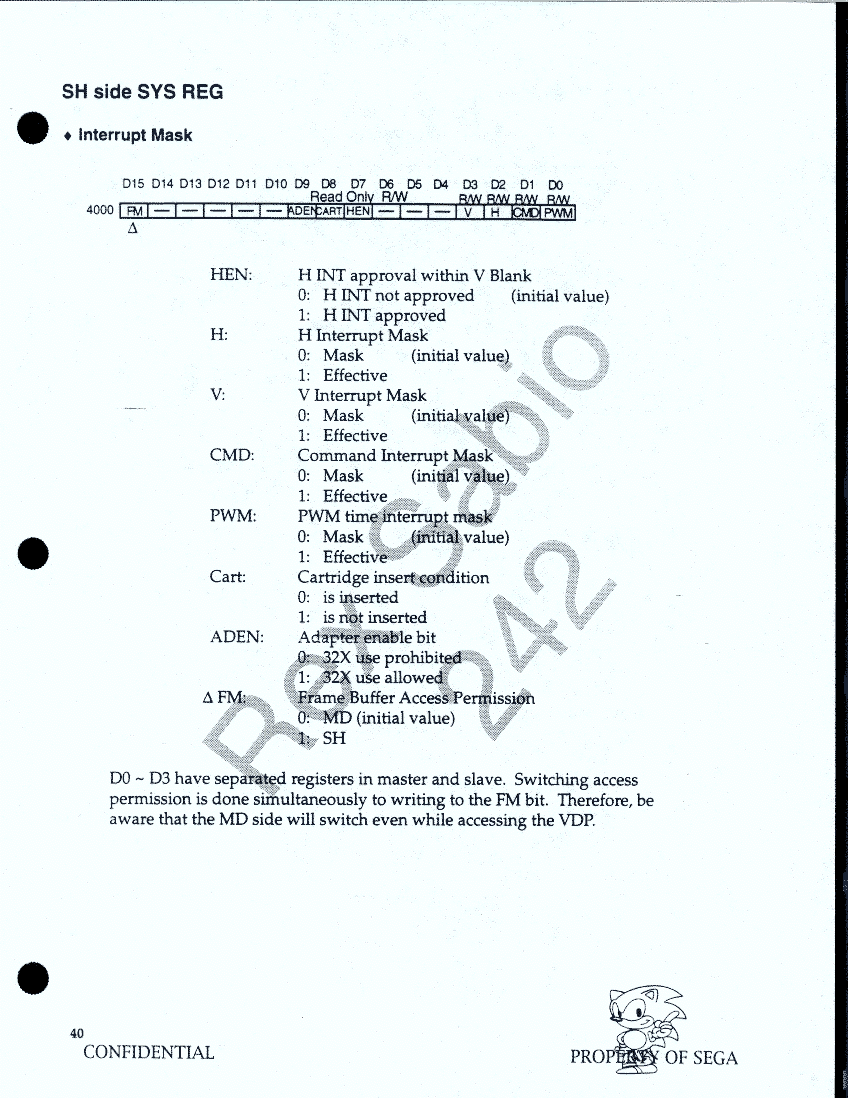 SH side SYS REG
♦ Interrupt Mask
D15 D14 D13 D12 D11 D10 D9 D8 D7 D6 D5 D4 D3 D2 D1 D0
Read Only R/W R/W R/W R/W R/W
4000 FM — — — — — ADEN CART HEN — — — V H CMD PWM
Δ
HEN: H INT approval within V Blank
0: H INT not approved (initial value)
1: H INT approved
H: H Interrupt Mask
0: Mask (initial value)
1: Effective
V: V Interrupt Mask
0: Mask (initial value)
1: Effective
CMD: Command Interrupt Mask
0: Mask (initial value)
1: Effective
PWM: PWM time interrupt mask
0: Mask (initial value)
1: Effective
Cart: Cartridge insert condition
0: is inserted
1: is not inserted
ADEN: Adapter enable bit
0: 32X use prohibited
1: 32X use allowed
Δ FM: Frame Buffer Access Permission
0: MD (initial value)
1: SH
Rex Sabio
242
D0 ~ D3 have separated registers in master and slave. Switching access
permission is done simultaneously to writing to the FM bit. Therefore, be
aware that the MD side will switch even while accessing the VDP.
40
CONFIDENTIAL
PROPERTY OF SEGA